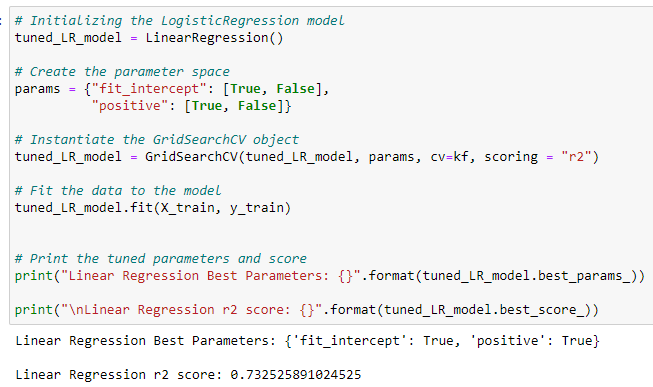 # Initializing the LogisticRegression model
tuned_LR_model = LinearRegression()
# Create the parameter space
params = {"fit_intercept": [True, False],
"positive": [True, False]}
# Instantiate the GridSearchCV object
tuned_LR_model = GridSearchCV(tuned_LR_model, params, cv=kf, scoring = "r2")
# Fit the data to the model
tuned_LR_model.fit(X_train, y_train)
# Print the tuned parameters and score
print("Linear Regression Best Parameters: {}".format(tuned_LR_model.best_params_))
print("\nLinear Regression r2 score: {}".format(tuned_LR_model.best_score_))
Linear Regression Best Parameters: {'fit_intercept': True, 'positive': True}
Linear Regression r2 score: 0.732525891024525